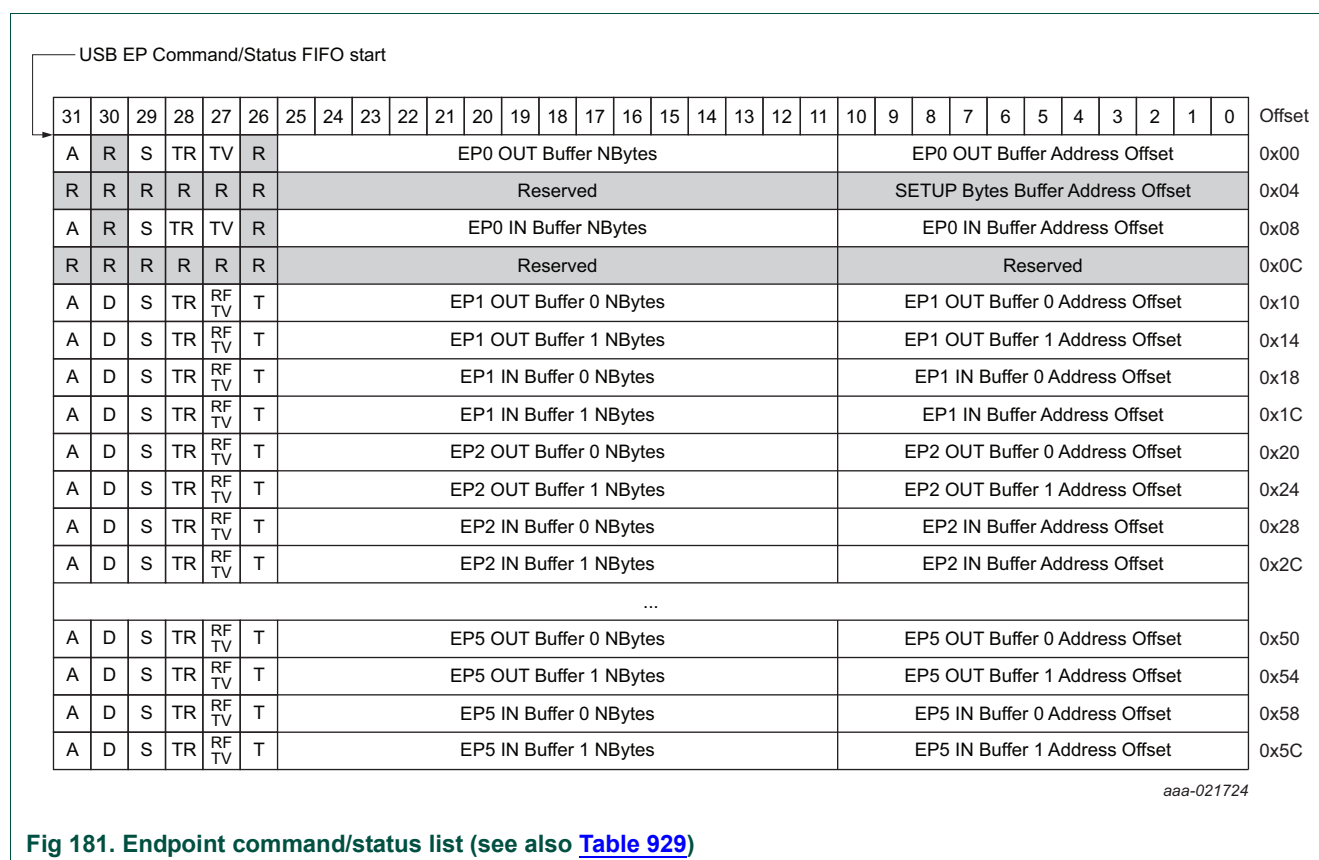 USB EP Command/Status FIFO start
31 30 29 28 27 26 25 24 23 22 21 20 19 18 17 16 15 14 13 12 11 10 9 8 7 6 5 4 3 2 1 0 Offset
A R S TR TV R EP0 OUT Buffer NBytes EP0 OUT Buffer Address Offset 0x00
R R R R R R Reserved SETUP Bytes Buffer Address Offset 0x04
A R S TR TV R EP0 IN Buffer NBytes EP0 IN Buffer Address Offset 0x08
R R R R R R Reserved Reserved 0x0C
A D S TR RF TV T EP1 OUT Buffer 0 NBytes EP1 OUT Buffer 0 Address Offset 0x10
A D S TR RF TV T EP1 OUT Buffer 1 NBytes EP1 OUT Buffer 1 Address Offset 0x14
A D S TR RF TV T EP1 IN Buffer 0 NBytes EP1 IN Buffer 0 Address Offset 0x18
A D S TR RF TV T EP1 IN Buffer 1 NBytes EP1 IN Buffer Address Offset 0x1C
A D S TR RF TV T EP2 OUT Buffer 0 NBytes EP2 OUT Buffer 0 Address Offset 0x20
A D S TR RF TV T EP2 OUT Buffer 1 NBytes EP2 OUT Buffer 1 Address Offset 0x24
A D S TR RF TV T EP2 IN Buffer 0 NBytes EP2 IN Buffer Address Offset 0x28
A D S TR RF TV T EP2 IN Buffer 1 NBytes EP2 IN Buffer Address Offset 0x2C
...
A D S TR RF TV T EP5 OUT Buffer 0 NBytes EP5 OUT Buffer 0 Address Offset 0x50
A D S TR RF TV T EP5 OUT Buffer 1 NBytes EP5 OUT Buffer 1 Address Offset 0x54
A D S TR RF TV T EP5 IN Buffer 0 NBytes EP5 IN Buffer 0 Address Offset 0x58
A D S TR RF TV T EP5 IN Buffer 1 NBytes EP5 IN Buffer 1 Address Offset 0x5C
aaa-021724
Fig 181. Endpoint command/status list (see also Table 929)